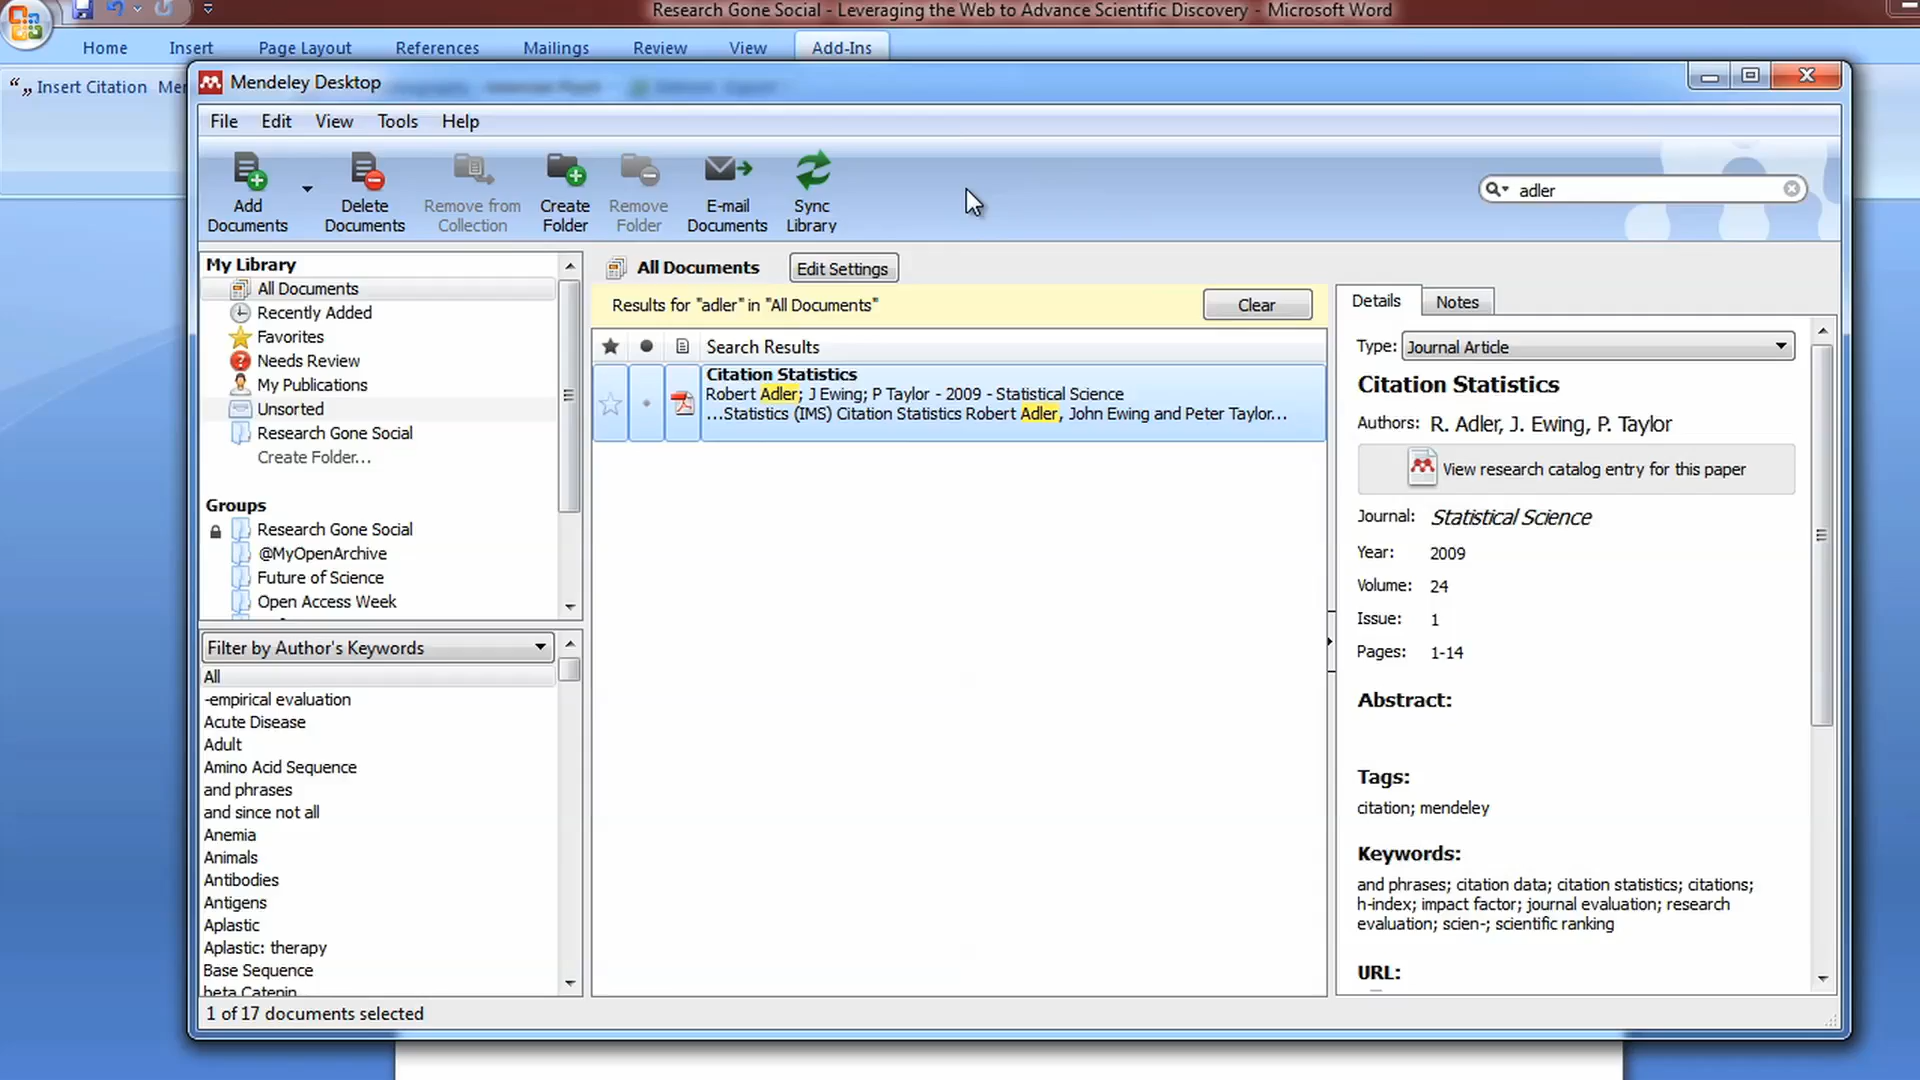 Research Gone Social - Leveraging the Web to Advance Scientific Discovery - Microsoft Word
Home Insert Page Layout References Mailings Review View Add-Ins
Insert Citation Me
Mendeley Desktop
File Edit View Tools Help
Add Documents
Delete Documents
Remove from Collection
Create Folder
Remove Folder
E-mail Documents
Sync Library
adler
My Library
All Documents
Recently Added
Favorites
Needs Review
My Publications
Unsorted
Research Gone Social
Create Folder...
Groups
Research Gone Social
@MyOpenArchive
Future of Science
Open Access Week
Filter by Author's Keywords
All
-empirical evaluation
Acute Disease
Adult
Amino Acid Sequence
and phrases
and since not all
Anemia
Animals
Antibodies
Antigens
Aplastic
Aplastic: therapy
Base Sequence
beta Catenin
All Documents Edit Settings
Results for "adler" in "All Documents" Clear
Search Results
Citation Statistics
Robert Adler; J Ewing; P Taylor - 2009 - Statistical Science
...Statistics (IMS) Citation Statistics Robert Adler, John Ewing and Peter Taylor...
Details Notes
Type: Journal Article
Citation Statistics
Authors: R. Adler, J. Ewing, P. Taylor
View research catalog entry for this paper
Journal: Statistical Science
Year: 2009
Volume: 24
Issue: 1
Pages: 1-14
Abstract:
Tags:
citation; mendeley
Keywords:
and phrases; citation data; citation statistics; citations;
h-index; impact factor; journal evaluation; research
evaluation; scien-; scientific ranking
URL:
1 of 17 documents selected